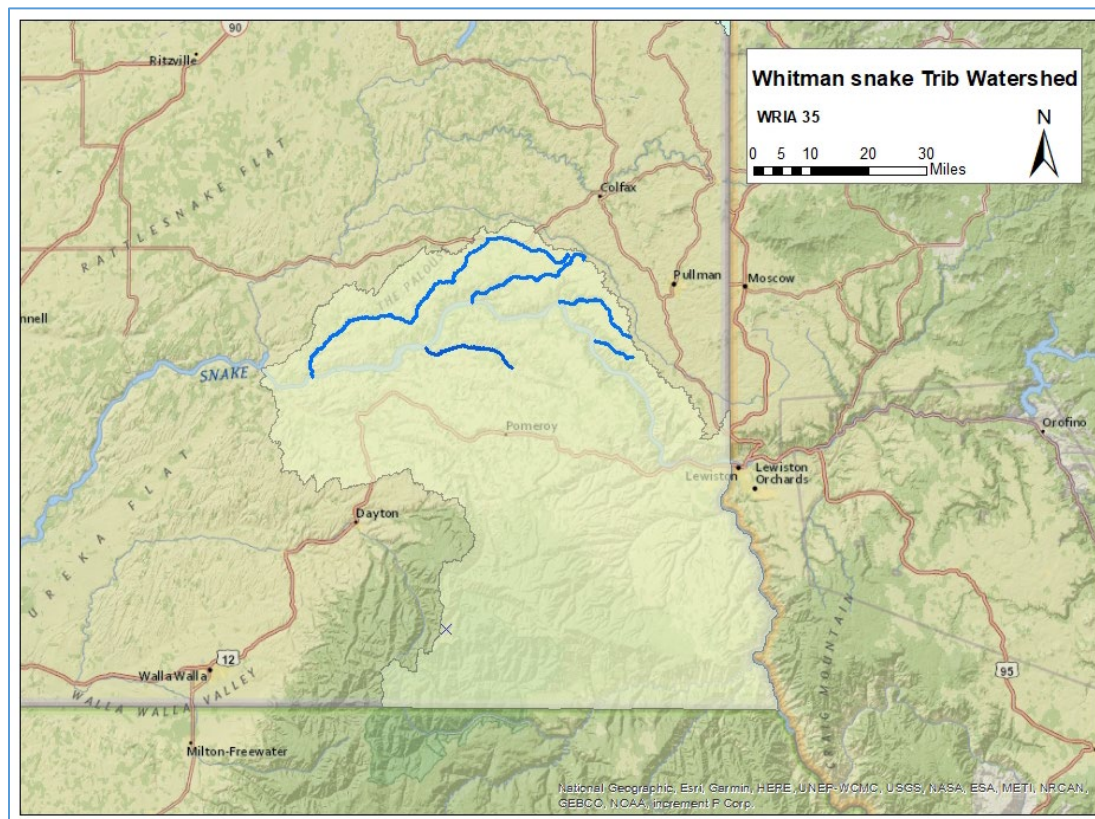 90
Ritzville
Whitman snake Trib Watershed
WRIA 35
N
0 5 10 20 30
Miles
RATTLESNAKE FLAT
Colfax
THE PALOUSE
Pullman
Moscow
nnell
SNAKE
Orofino
Pomeroy
Lewiston
Lewiston
Orchards
Dayton
EUREKA FLAT
12
Walla Walla
95
WALLA WALLA VALLEY
CRAIG MOUNTAIN
Milton-Freewater
National Geographic, Esri, Garmin, HERE, UNEP-WCMC, USGS, NASA, ESA, METI, NRCAN,
GEBCO, NOAA, increment P Corp.